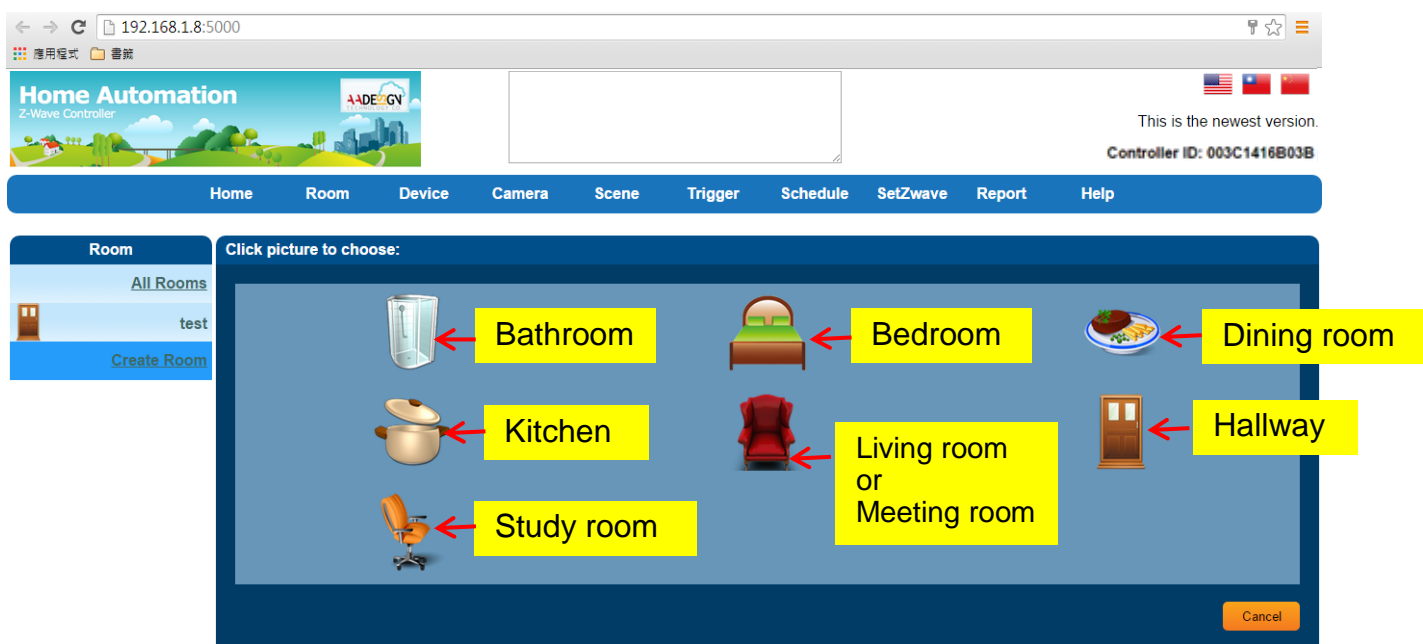 192.168.1.8:5000
應用程式 書籤
Home Automation
Z-Wave Controller
AADESIGN
TECHNOLOGY CO.
This is the newest version.
Controller ID: 003C1416B03B
Home Room Device Camera Scene Trigger Schedule SetZwave Report Help
Room
Click picture to choose:
All Rooms
test
Create Room
Bathroom
Bedroom
Dining room
Kitchen
Living room
or
Meeting room
Hallway
Study room
Cancel